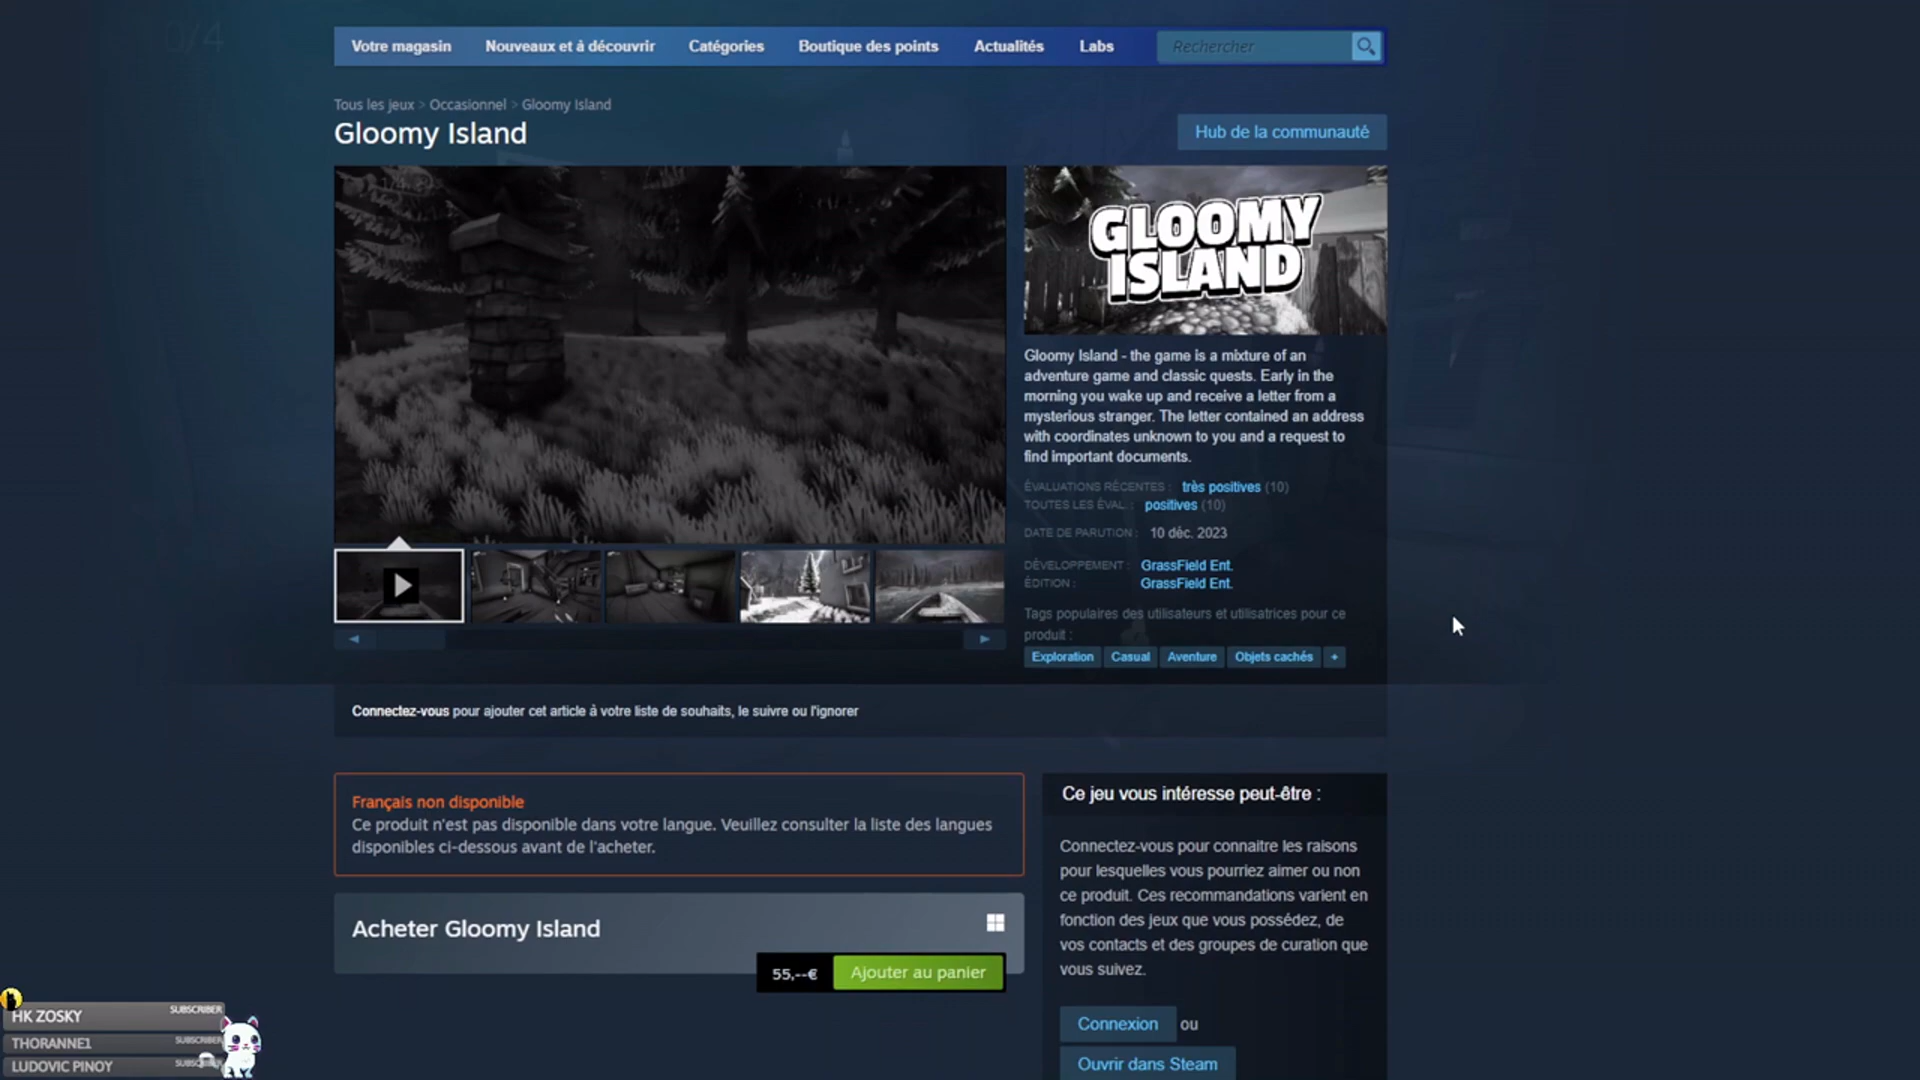 0/4
Votre magasin Nouveaux et à découvrir Catégories Boutique des points Actualités Labs Rechercher
Tous les jeux > Occasionnel > Gloomy Island
Gloomy Island
Hub de la communauté
GLOOMY
ISLAND
Gloomy Island - the game is a mixture of an
adventure game and classic quests. Early in the
morning you wake up and receive a letter from a
mysterious stranger. The letter contained an address
with coordinates unknown to you and a request to
find important documents.
ÉVALUATIONS RÉCENTES : très positives (10)
TOUTES LES ÉVAL. : positives (10)
DATE DE PARUTION : 10 déc. 2023
DÉVELOPPEMENT : GrassField Ent.
ÉDITION : GrassField Ent.
Tags populaires des utilisateurs et utilisatrices pour ce
produit :
Exploration Casual Aventure Objets cachés +
Connectez-vous pour ajouter cet article à votre liste de souhaits, le suivre ou l'ignorer
Français non disponible
Ce produit n'est pas disponible dans votre langue. Veuillez consulter la liste des langues
disponibles ci-dessous avant de l'acheter.
Acheter Gloomy Island
55,--€ Ajouter au panier
Ce jeu vous intéresse peut-être :
Connectez-vous pour connaitre les raisons
pour lesquelles vous pourriez aimer ou non
ce produit. Ces recommandations varient en
fonction des jeux que vous possédez, de
vos contacts et des groupes de curation que
vous suivez.
Connexion ou
Ouvrir dans Steam
HK ZOSKY SUBSCRIBER
THORANNE1 SUBSCRIBER
LUDOVIC PINOY